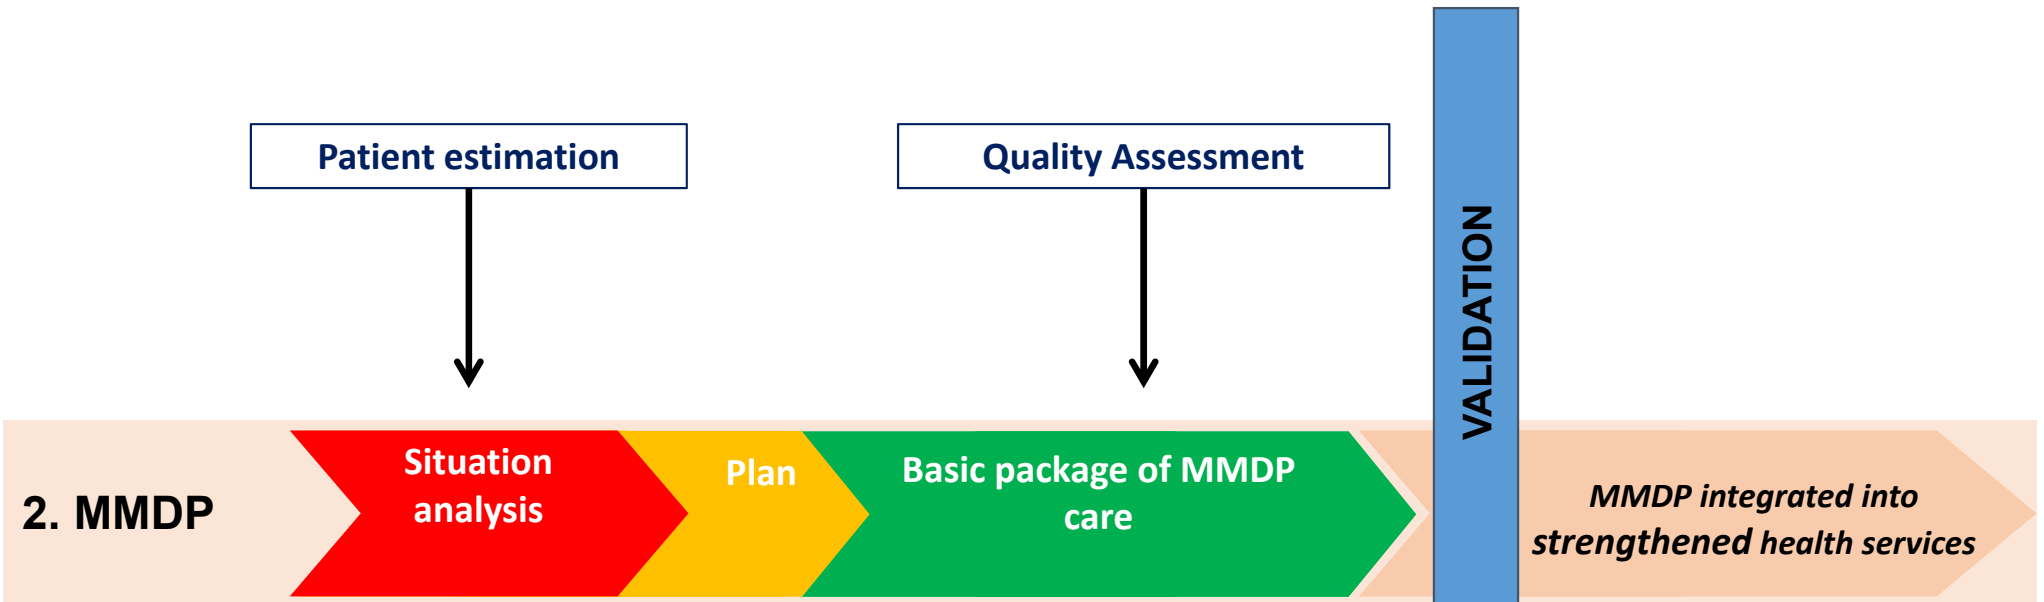 Patient estimation
Quality Assessment
VALIDATION
2. MMDP
Situation
analysis
Plan
Basic package of MMDP
care
MMDP integrated into
strengthened health services